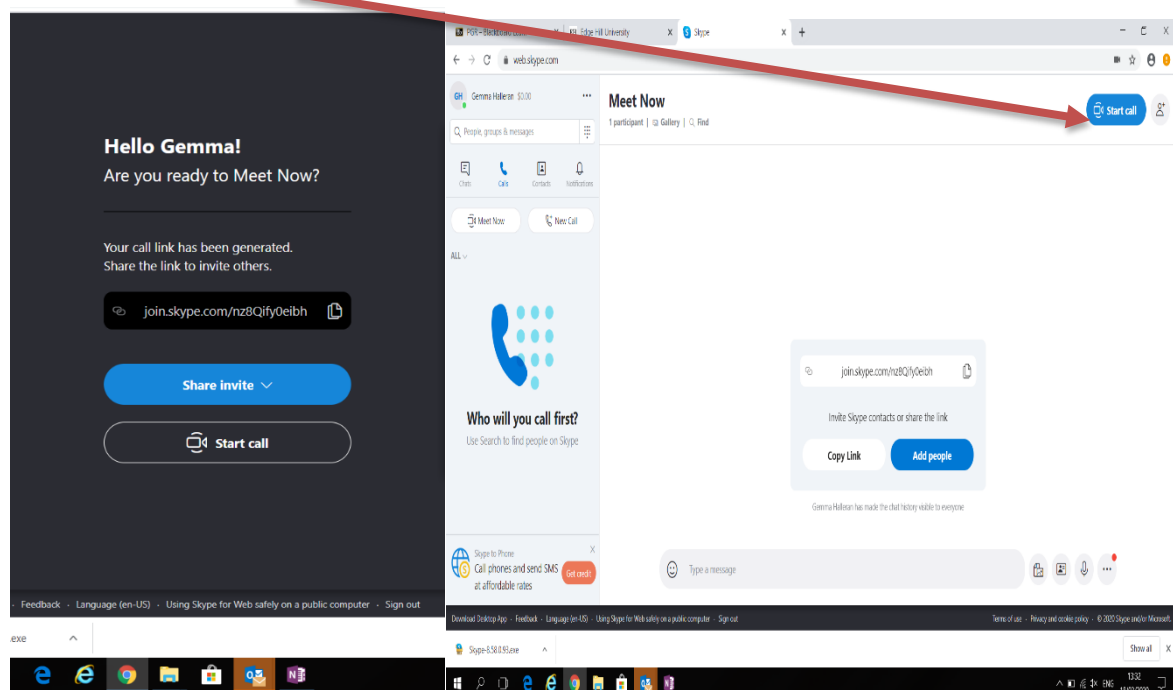 Hello Gemma!
Are you ready to Meet Now?
Your call link has been generated.
Share the link to invite others.
join.skype.com/nz8Qify0eibh
Share invite
Start call
Feedback · Language (en-US) · Using Skype for Web safely on a public computer · Sign out
.exe
Edge Hill University
Skype
web.skype.com
GH Gemma Halleran $0.00
People, groups & messages
Chats Calls Contacts Notifications
Meet Now New Call
ALL
Who will you call first?
Use Search to find people on Skype
Skype to Phone
Call phones and send SMS
at affordable rates
Get credit
Meet Now
1 participant | Gallery | Find
Start call
join.skype.com/nz8Qify0eibh
Invite Skype contacts or share the link
Copy Link Add people
Gemma Halleran has made the chat history visible to everyone
Type a message
Download Desktop App · Feedback · Language (en-US) · Using Skype for Web safely on a public computer · Sign out
Terms of use · Privacy and cookie policy · © 2020 Skype and/or Microsoft.
Skype-8.58.0.93.exe
Show all
ENG
13:32